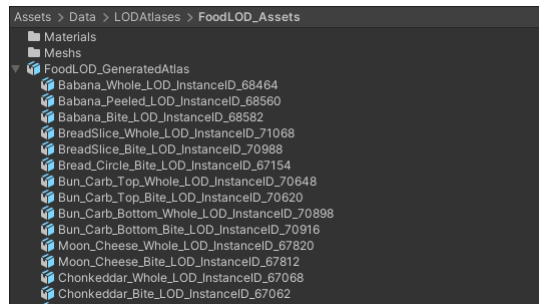 Assets > Data > LODAtlases > FoodLOD_Assets
Materials
Meshs
FoodLOD_GeneratedAtlas
Babana_Whole_LOD_InstanceID_68464
Babana_Peeled_LOD_InstanceID_68560
Babana_Bite_LOD_InstanceID_68582
BreadSlice_Whole_LOD_InstanceID_71068
BreadSlice_Bite_LOD_InstanceID_70988
Bread_Circle_Bite_LOD_InstanceID_67154
Bun_Carb_Top_Whole_LOD_InstanceID_70648
Bun_Carb_Top_Bite_LOD_InstanceID_70620
Bun_Carb_Bottom_Whole_LOD_InstanceID_70898
Bun_Carb_Bottom_Bite_LOD_InstanceID_70916
Moon_Cheese_Whole_LOD_InstanceID_67820
Moon_Cheese_Bite_LOD_InstanceID_67812
Chonkeddar_Whole_LOD_InstanceID_67068
Chonkeddar_Bite_LOD_InstanceID_67062